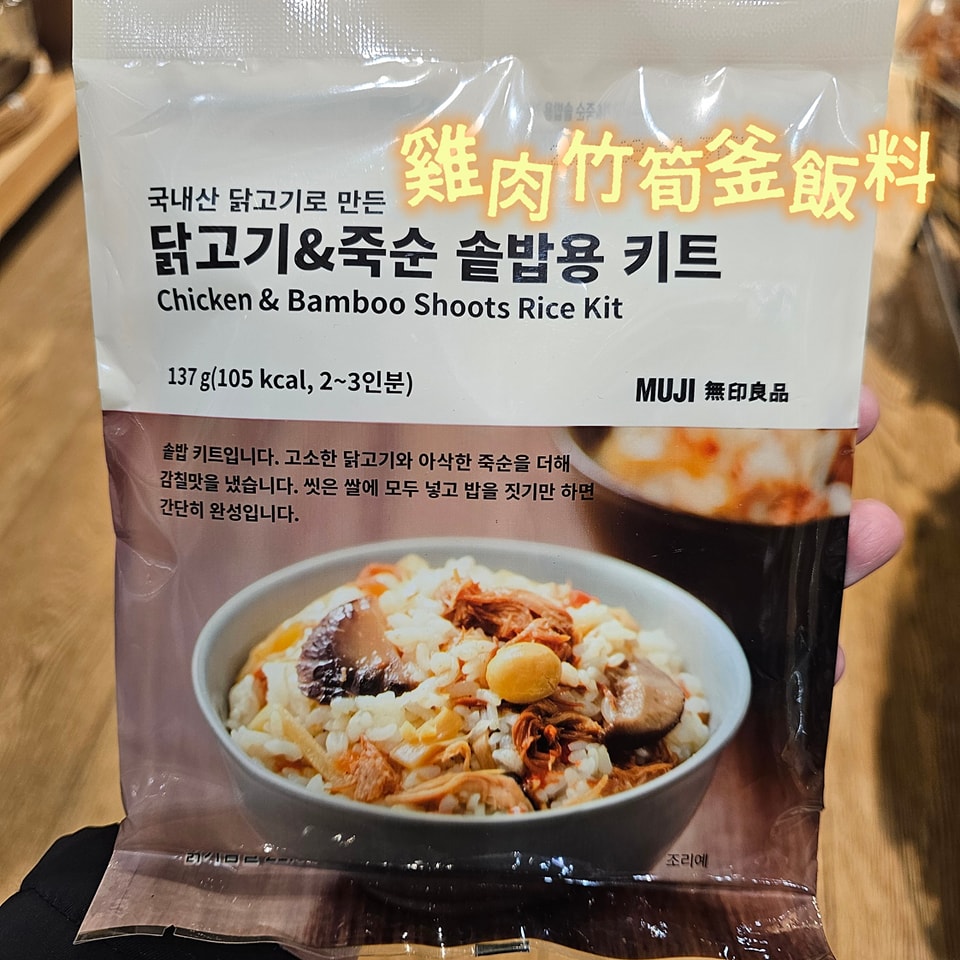 雞肉竹筍釜飯料
국내산 닭고기로 만든
닭고기&죽순 솥밥용 키트
Chicken & Bamboo Shoots Rice Kit
137 g(105 kcal, 2~3인분)
MUJI 無印良品
솥밥 키트입니다. 고소한 닭고기와 아삭한 죽순을 더해
감칠맛을 냈습니다. 씻은 쌀에 모두 넣고 밥을 짓기만 하면
간단히 완성입니다.
조리예